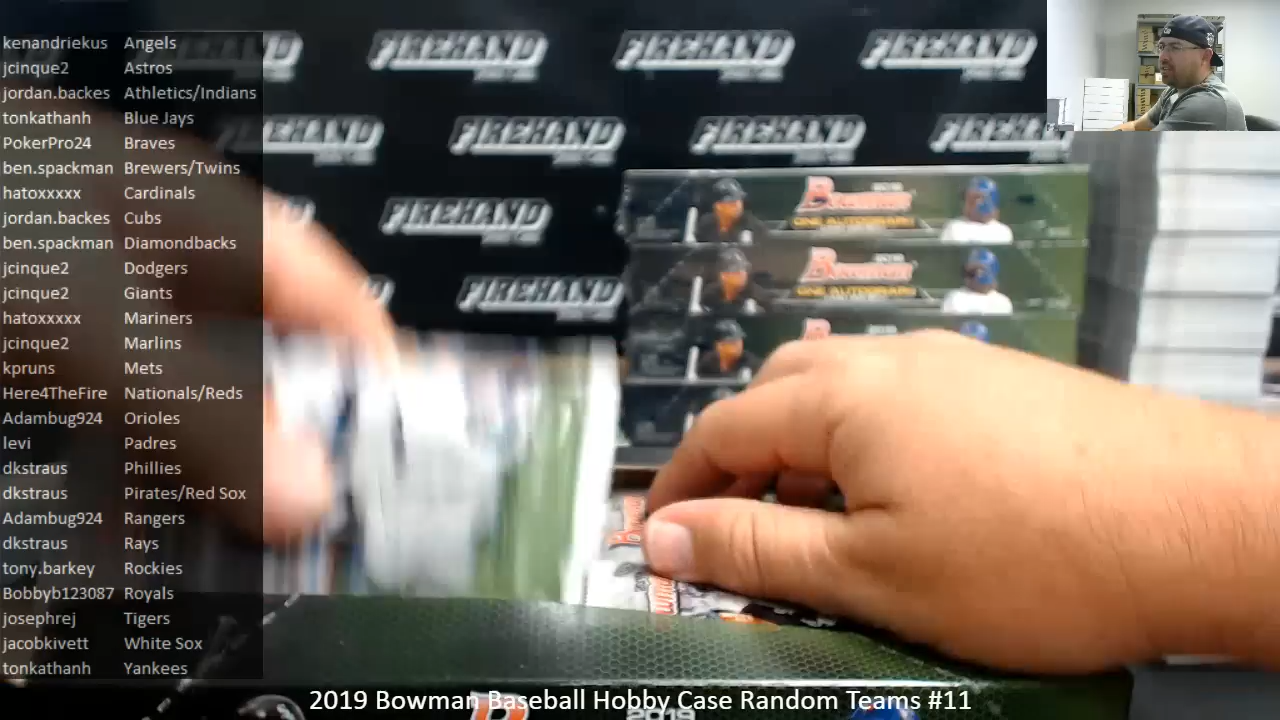 kenandriekus Angels
jcinque2 Astros
jordan.backes Athletics/Indians
tonkathanh Blue Jays
PokerPro24 Braves
ben.spackman Brewers/Twins
hatoxxxxx Cardinals
jordan.backes Cubs
ben.spackman Diamondbacks
jcinque2 Dodgers
jcinque2 Giants
hatoxxxxx Mariners
jcinque2 Marlins
kpruns Mets
Here4TheFire Nationals/Reds
Adambug924 Orioles
levi Padres
dkstraus Phillies
dkstraus Pirates/Red Sox
Adambug924 Rangers
dkstraus Rays
tony.barkey Rockies
Bobbyb123087 Royals
josephrej Tigers
jacobkivett White Sox
tonkathanh Yankees
FIREHAND FIREHAND FIREHAND
FIREHAND FIREHAND FIREHAND
FIREHAND
FIREHAND
Bowman
ONE AUTOGRAPH
Bowman
ONE AUTOGRAPH
2019
2019 Bowman Baseball Hobby Case Random Teams #11